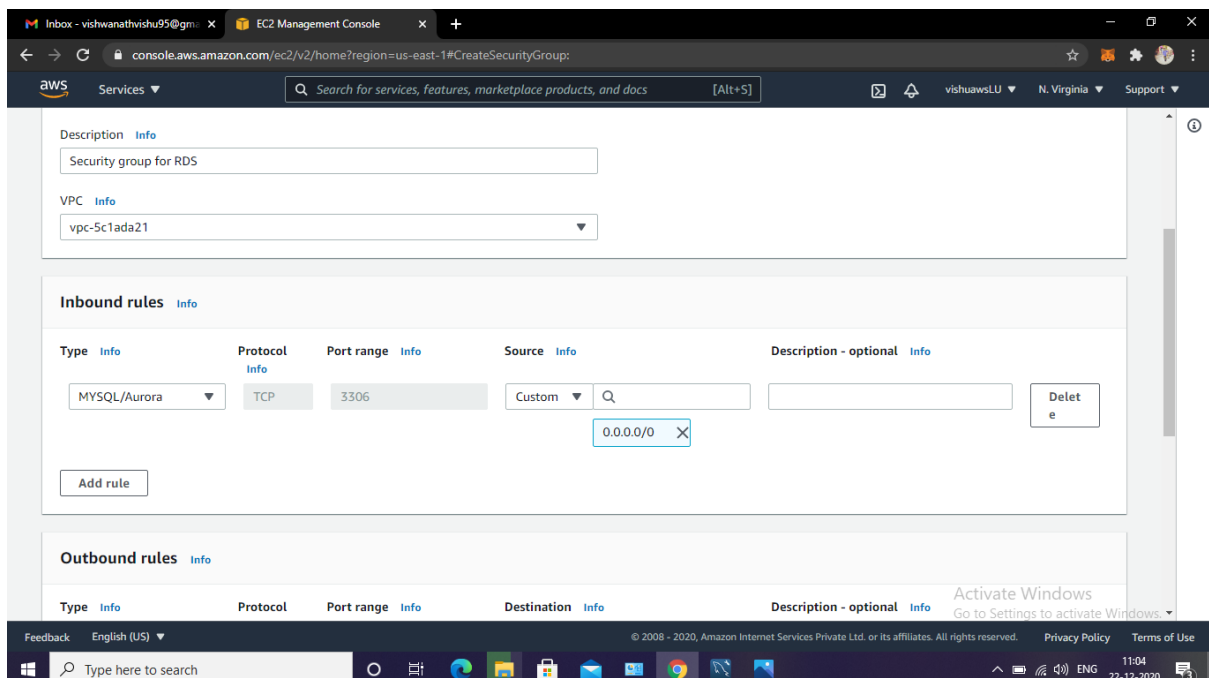 Inbox - vishwanathvishu95@gma
EC2 Management Console
console.aws.amazon.com/ec2/v2/home?region=us-east-1#CreateSecurityGroup:
aws Services Search for services, features, marketplace products, and docs [Alt+S] vishuawsLU N. Virginia Support
Description Info
Security group for RDS
VPC Info
vpc-5c1ada21
Inbound rules Info
Type Info Protocol Info Port range Info Source Info Description - optional Info
MYSQL/Aurora TCP 3306 Custom Delet
e
0.0.0.0/0
Add rule
Outbound rules Info
Type Info Protocol Port range Info Destination Info Description - optional Info
Activate Windows
Go to Settings to activate Windows.
Feedback English (US) © 2008 - 2020, Amazon Internet Services Private Ltd. or its affiliates. All rights reserved. Privacy Policy Terms of Use
Type here to search ENG 11:04
22-12-2020